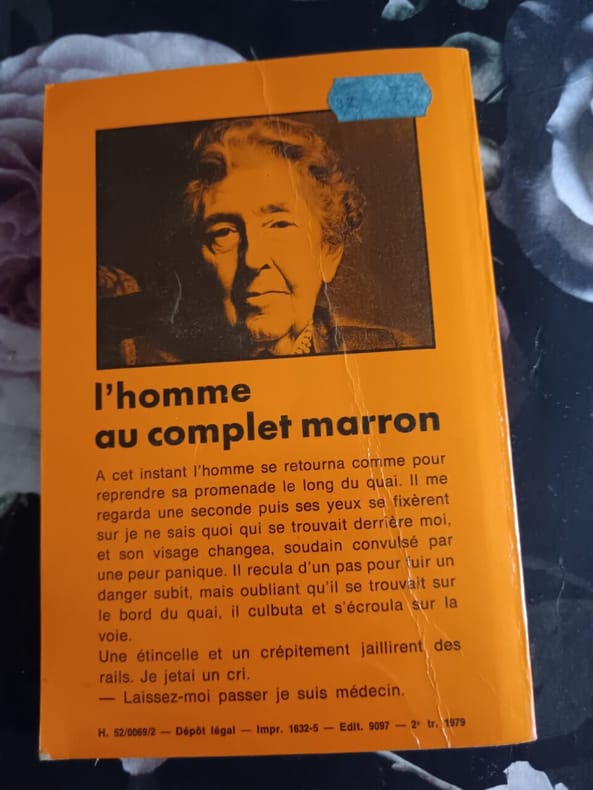 l'homme
au complet marron
A cet instant l'homme se retourna comme pour
reprendre sa promenade le long du quai. Il me
regarda une seconde puis ses yeux se fixèrent
sur je ne sais quoi qui se trouvait derrière moi,
et son visage changea, soudain convulsé par
une peur panique. Il recula d'un pas pour fuir un
danger subit, mais oubliant qu'il se trouvait sur
le bord du quai, il culbuta et s'écroula sur la
voie.
Une étincelle et un crépitement jaillirent des
rails. Je jetai un cri.
— Laissez-moi passer je suis médecin.
H. 52/0069/2 — Dépôt légal — Impr. 1632-5 — Edit. 9097 — 2e tr. 1979